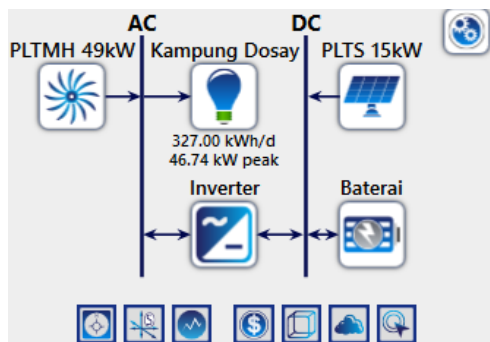 AC DC
PLTMH 49kW Kampung Dosay PLTS 15kW
327.00 kWh/d
46.74 kW peak
Inverter Baterai